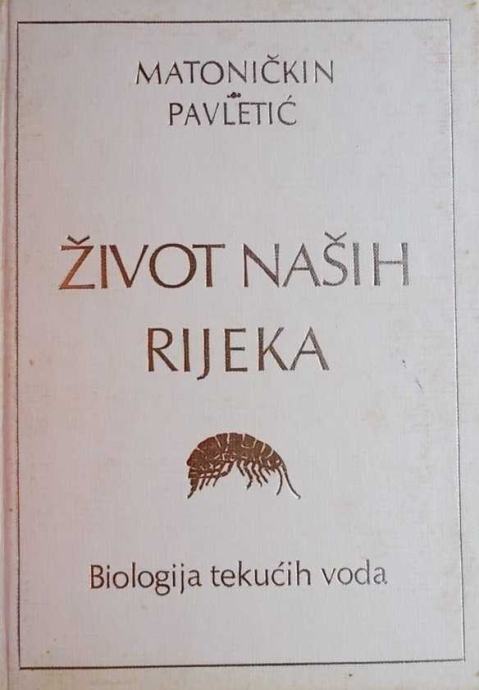 MATONIČKIN
PAVLETIĆ
ŽIVOT NAŠIH
RIJEKA
Biologija tekućih voda